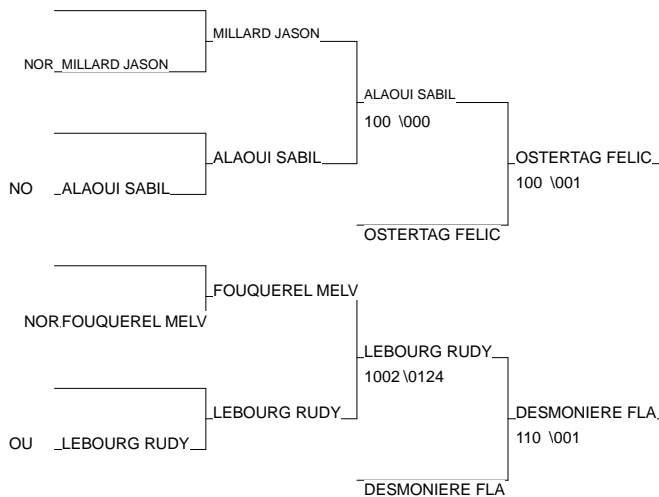 MILLARD JASON
NOR MILLARD JASON
ALAOUI SABIL
100 \000
ALAOUI SABIL
OSTERTAG FELIC
100 \001
NO ALAOUI SABIL
OSTERTAG FELIC
FOUQUEREL MELV
NOR FOUQUEREL MELV
LEBOURG RUDY
1002 \0124
LEBOURG RUDY
DESMONIERE FLA
110 \001
OU LEBOURG RUDY
DESMONIERE FLA